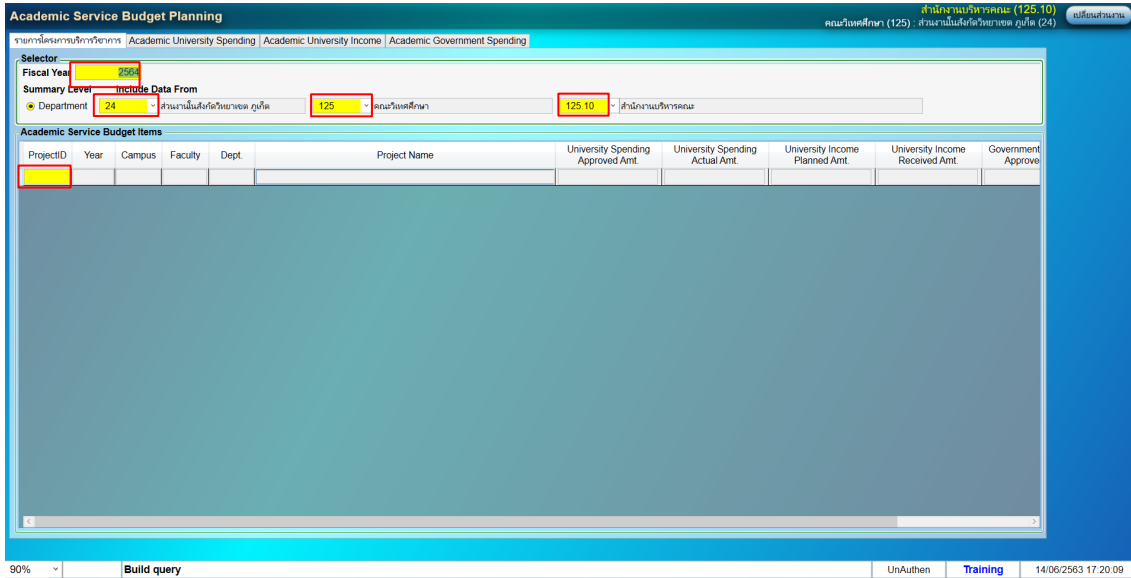 Academic Service Budget Planning
สำนักงานบริหารคณะ (125.10)
คณะวิเทศศึกษา (125) : ส่วนงานในสังกัดวิทยาเขต ภูเก็ต (24)
เปลี่ยนส่วนงาน
รายการโครงการบริการวิชาการ Academic University Spending Academic University Income Academic Government Spending
Selector
Fiscal Year 2564
Summary Level Include Data From
Department 24 ส่วนงานในสังกัดวิทยาเขต ภูเก็ต 125 คณะวิเทศศึกษา 125.10 สำนักงานบริหารคณะ
Academic Service Budget Items
ProjectID Year Campus Faculty Dept. Project Name University Spending Approved Amt. University Spending Actual Amt. University Income Planned Amt. University Income Received Amt. Government Approve
90% Build query UnAuthen Training 14/06/2563 17:20:09